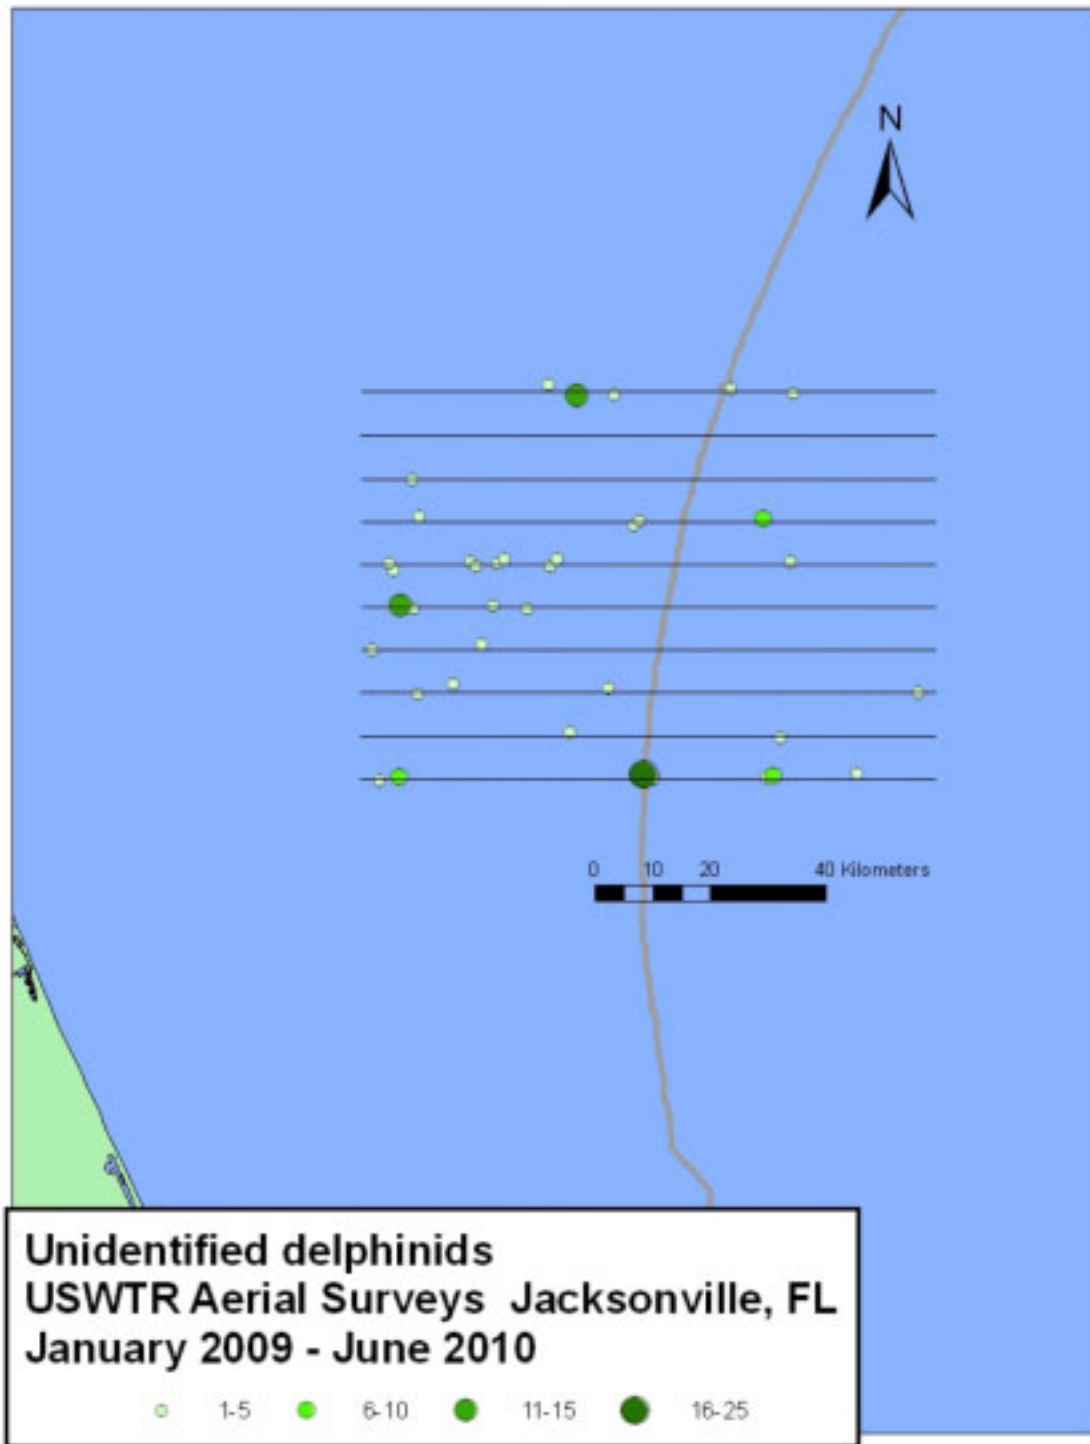 N
0 10 20 40 Kilometers
Unidentified delphinids
USWTR Aerial Surveys Jacksonville, FL
January 2009 - June 2010
1-5 6-10 11-15 16-25